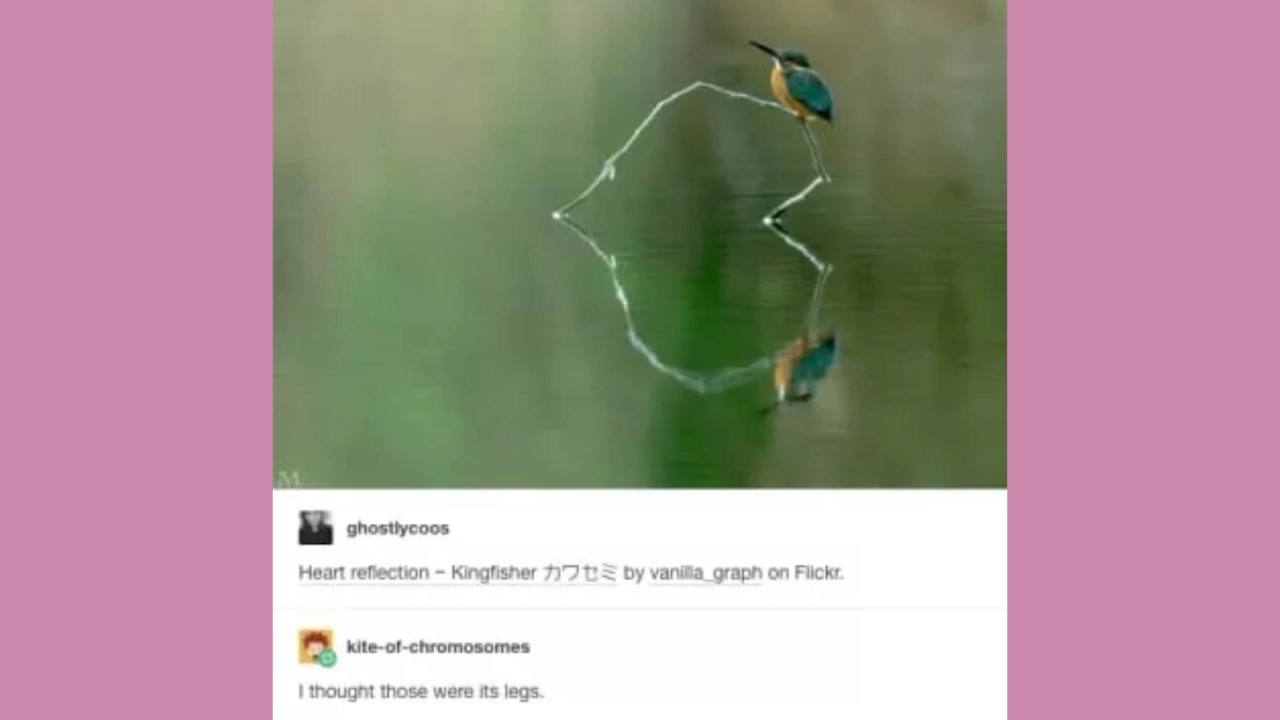 M
ghostlycoos
Heart reflection – Kingfisher カワセミ by vanilla_graph on Flickr.
kite-of-chromosomes
I thought those were its legs.